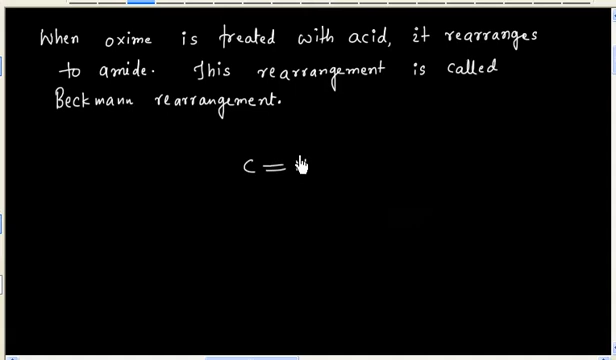 When oxime is treated with acid, it rearranges
to amide. This rearrangement is called
Beckmann rearrangement.
C =